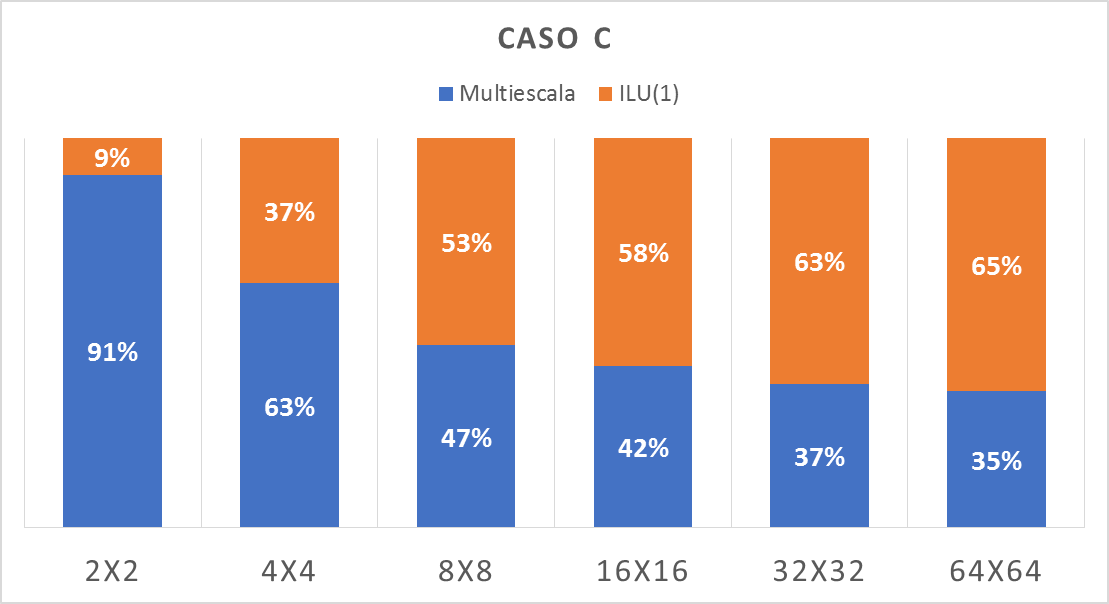 CASO C
Multiescala ILU(1)
9% 37% 53% 58% 63% 65%
91% 63% 47% 42% 37% 35%
2X2 4X4 8X8 16X16 32X32 64X64